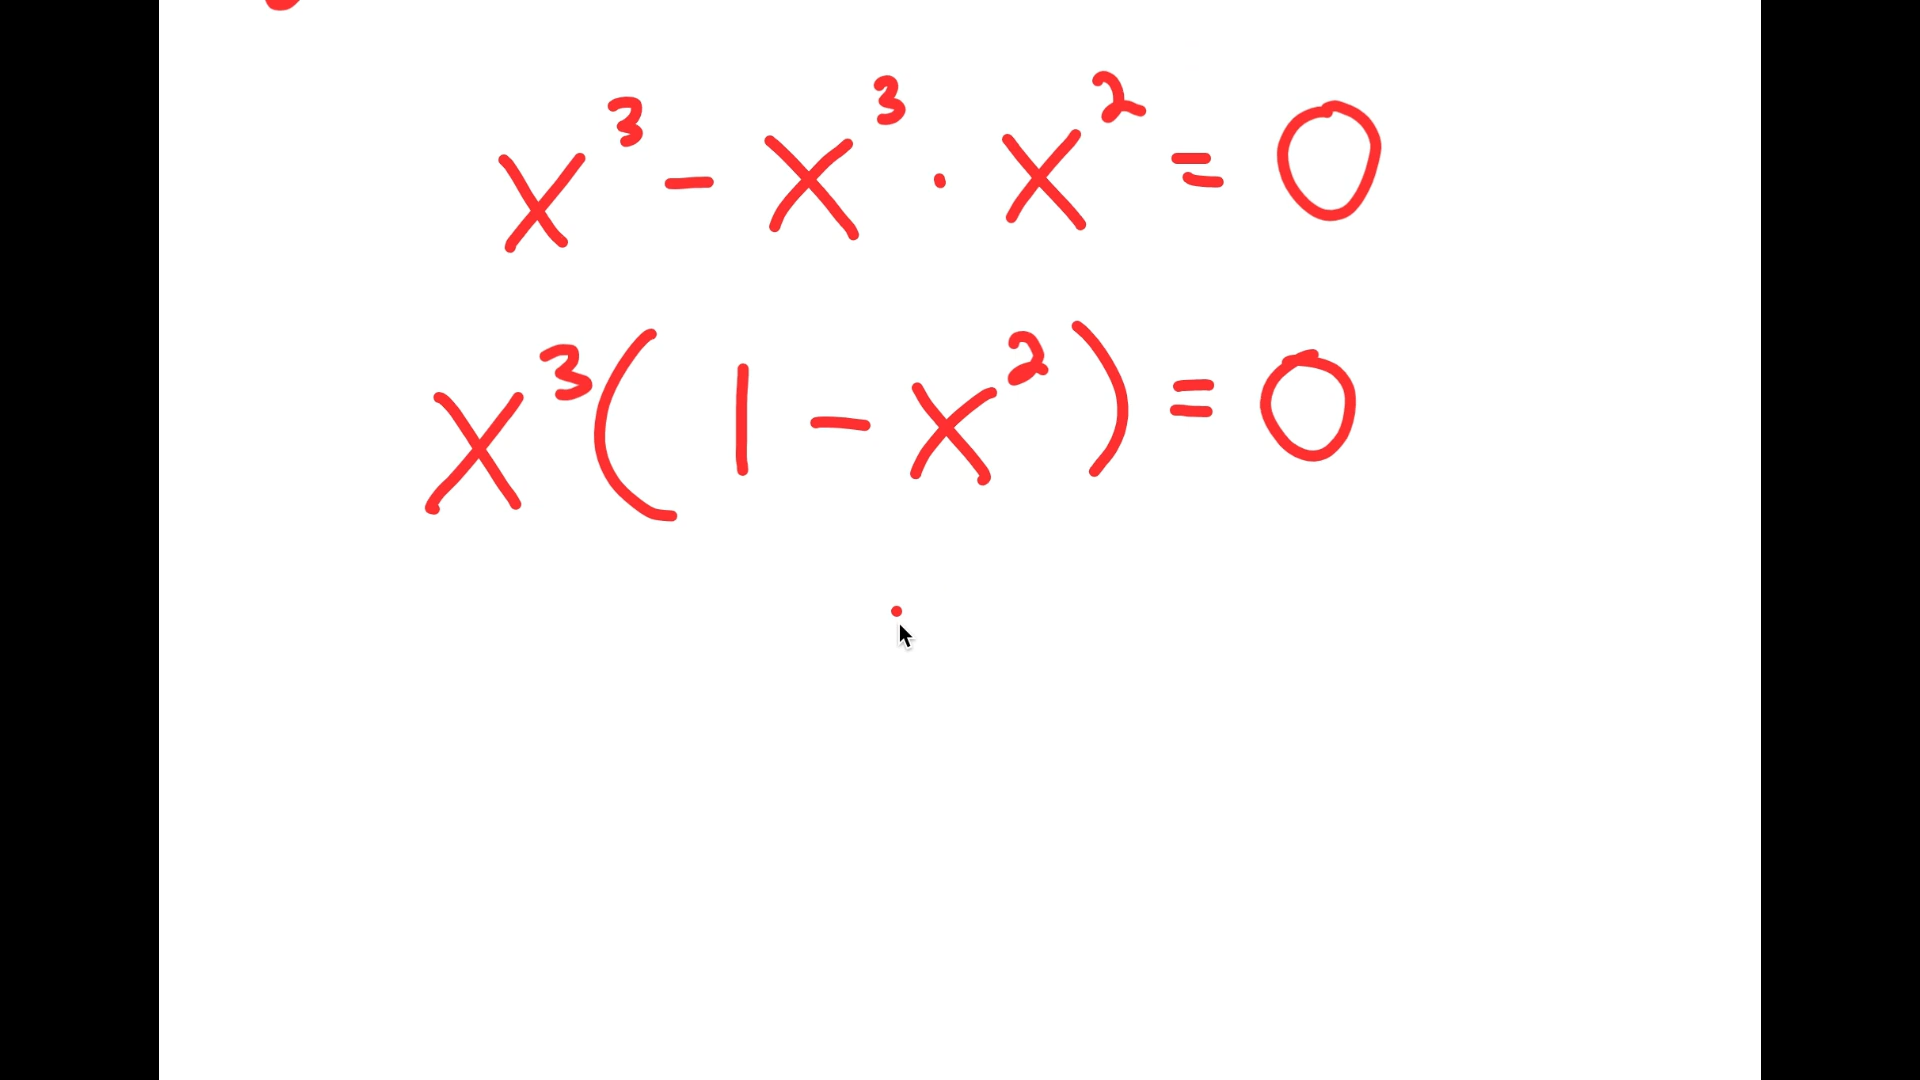 x³ - x³ · x² = 0
x³(1 - x²) = 0